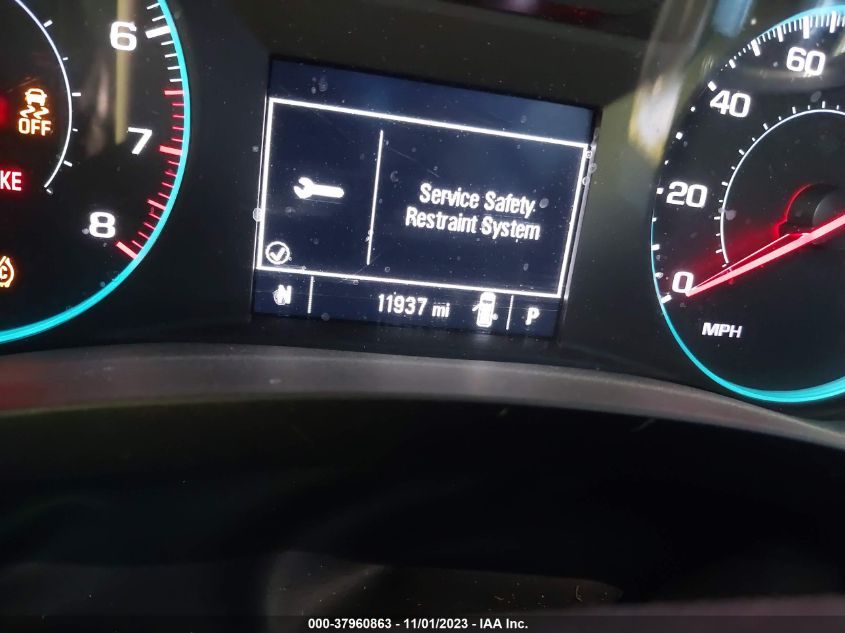 6
7
8
OFF
KE
Service Safety
Restraint System
N
11937 mi
P
60
40
20
0
MPH
000-37960863 - 11/01/2023 - IAA Inc.